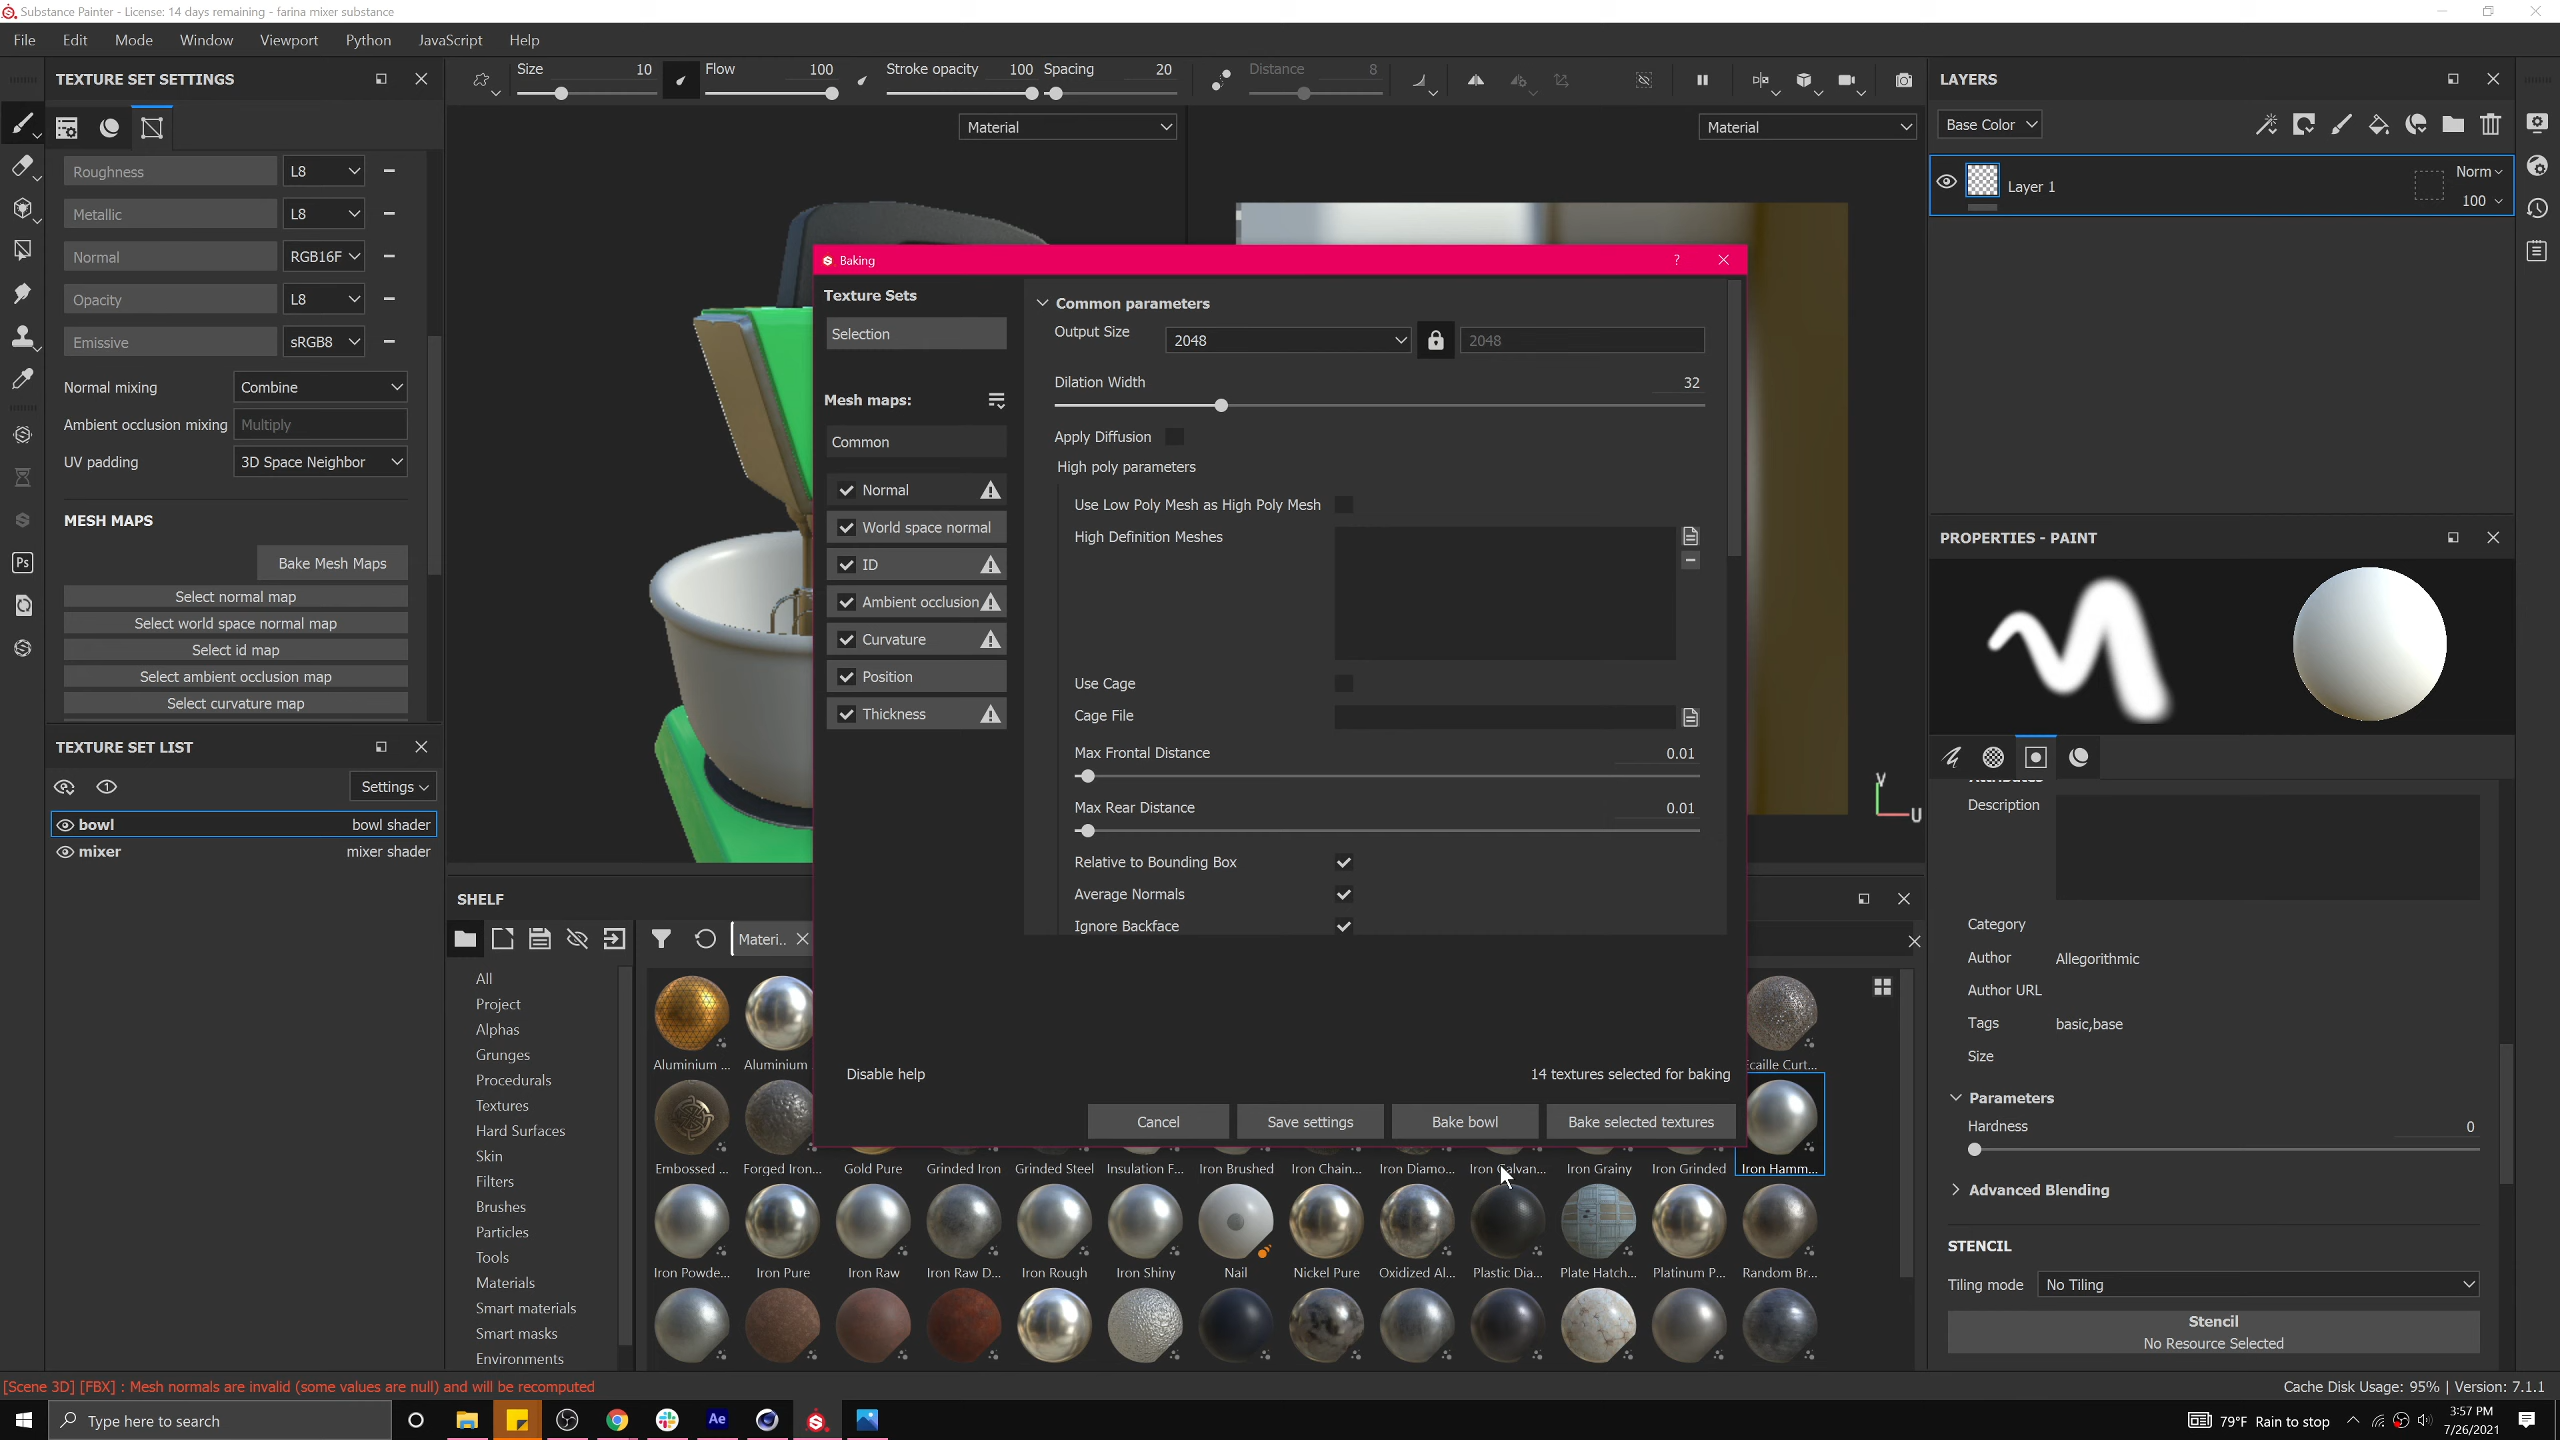 Substance Painter - License: 14 days remaining - farina mixer substance
File Edit Mode Window Viewport Python JavaScript Help
TEXTURE SET SETTINGS
Size 10
Flow 100
Stroke opacity 100
Spacing 20
Distance 8
Material
Material
Roughness L8
Metallic L8
Normal RGB16F
Opacity L8
Emissive sRGB8
Normal mixing Combine
Ambient occlusion mixing Multiply
UV padding 3D Space Neighbor
MESH MAPS
Bake Mesh Maps
Select normal map
Select world space normal map
Select id map
Select ambient occlusion map
Select curvature map
TEXTURE SET LIST
1
Settings
bowl bowl shader
mixer mixer shader
Ps
Baking
?
Texture Sets
Selection
Mesh maps:
Common
Normal
World space normal
ID
Ambient occlusion
Curvature
Position
Thickness
Common parameters
Output Size 2048 2048
Dilation Width 32
Apply Diffusion
High poly parameters
Use Low Poly Mesh as High Poly Mesh
High Definition Meshes
Use Cage
Cage File
Max Frontal Distance 0.01
Max Rear Distance 0.01
Relative to Bounding Box
Average Normals
Ignore Backface
Disable help
14 textures selected for baking
Cancel Save settings Bake bowl Bake selected textures
Y
U
SHELF
Materi..
All
Project
Alphas
Grunges
Procedurals
Textures
Hard Surfaces
Skin
Filters
Brushes
Particles
Tools
Materials
Smart materials
Smart masks
Environments
Aluminium ... Aluminium
caille Curt...
Embossed ... Forged Iron... Gold Pure Grinded Iron Grinded Steel Insulation F... Iron Brushed Iron Chain... Iron Diamo... Iron Galvan... Iron Grainy Iron Grinded Iron Hamm...
Iron Powde... Iron Pure Iron Raw Iron Raw D... Iron Rough Iron Shiny Nail Nickel Pure Oxidized Al... Plastic Dia... Plate Hatch... Platinum P... Random Br...
LAYERS
Base Color
Layer 1
Norm
100
PROPERTIES - PAINT
Attributes
Description
Category
Author Allegorithmic
Author URL
Tags basic,base
Size
Parameters
Hardness 0
Advanced Blending
STENCIL
Tiling mode No Tiling
Stencil
No Resource Selected
[Scene 3D] [FBX] : Mesh normals are invalid (some values are null) and will be recomputed
Cache Disk Usage: 95% | Version: 7.1.1
Type here to search
Ae
79°F Rain to stop
3:57 PM
7/26/2021